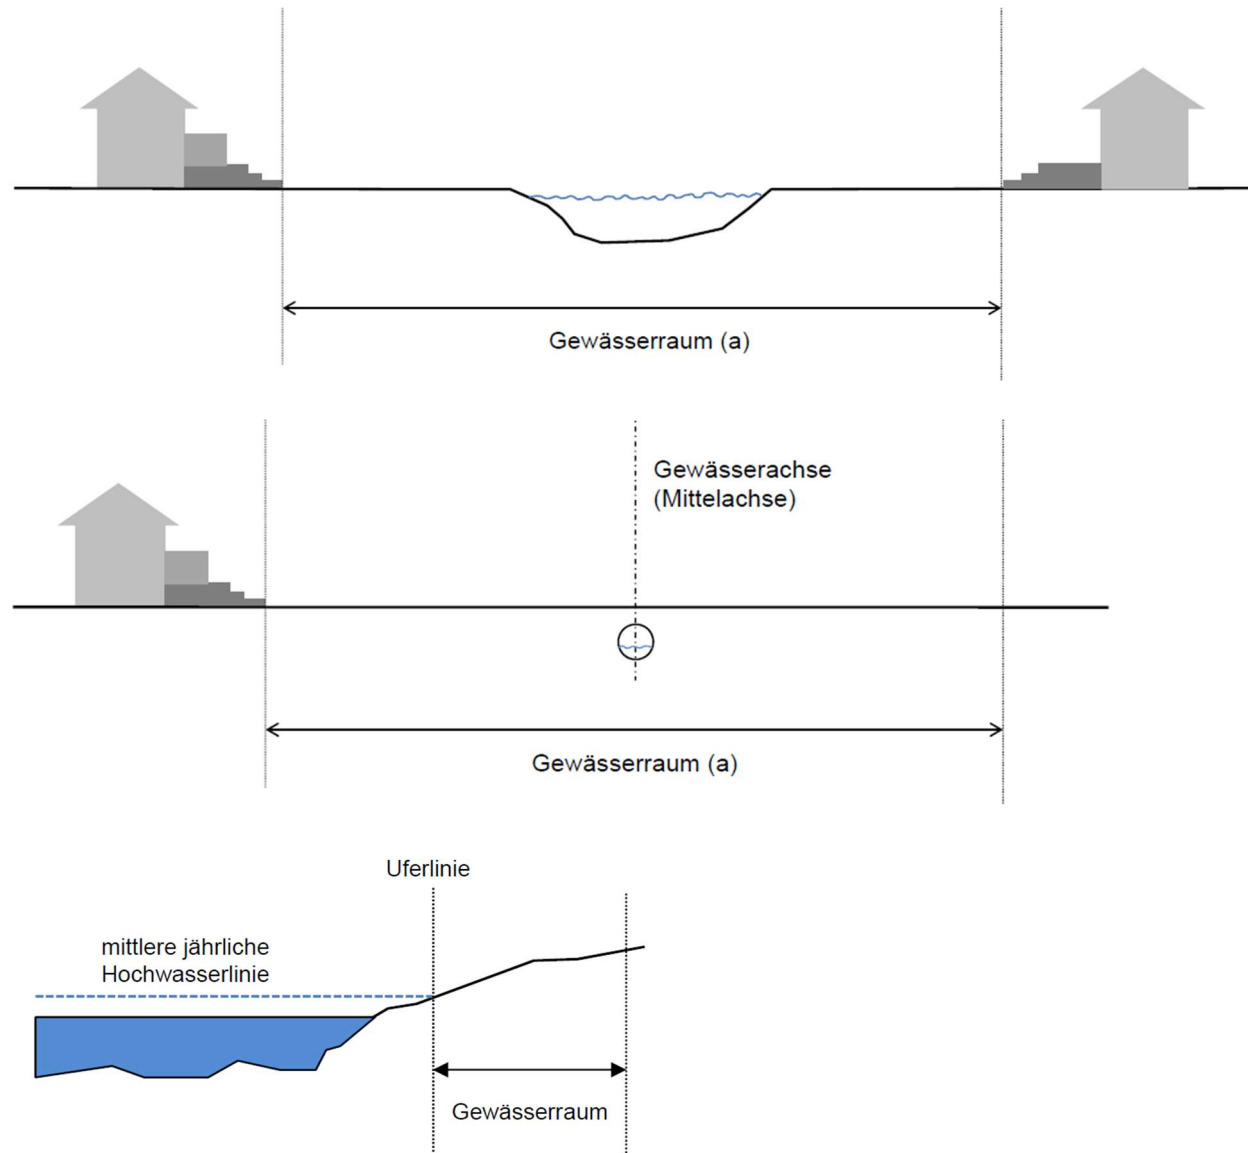 Gewässerraum (a)
Gewässerachse
(Mittelachse)
Gewässerraum (a)
Uferlinie
mittlere jährliche
Hochwasserlinie
Gewässerraum